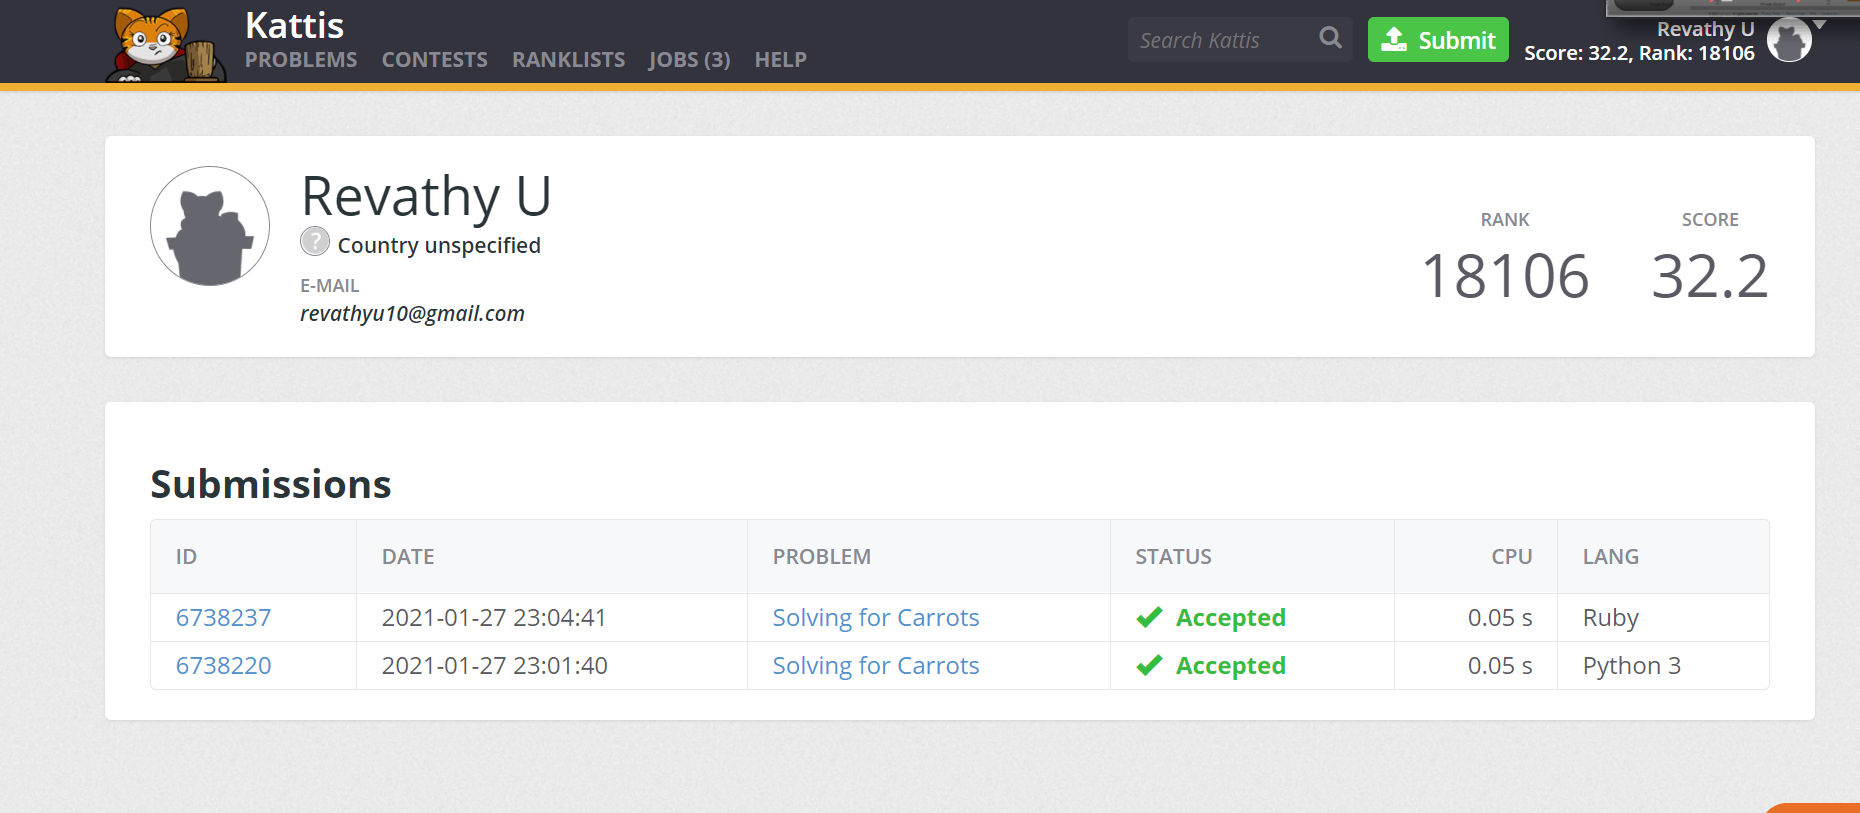 Kattis
PROBLEMS CONTESTS RANKLISTS JOBS (3) HELP
Search Kattis
Submit
Revathy U
Score: 32.2, Rank: 18106
Revathy U
? Country unspecified
E-MAIL
revathyu10@gmail.com
RANK SCORE
18106 32.2
Submissions
ID DATE PROBLEM STATUS CPU LANG
6738237 2021-01-27 23:04:41 Solving for Carrots Accepted 0.05 s Ruby
6738220 2021-01-27 23:01:40 Solving for Carrots Accepted 0.05 s Python 3